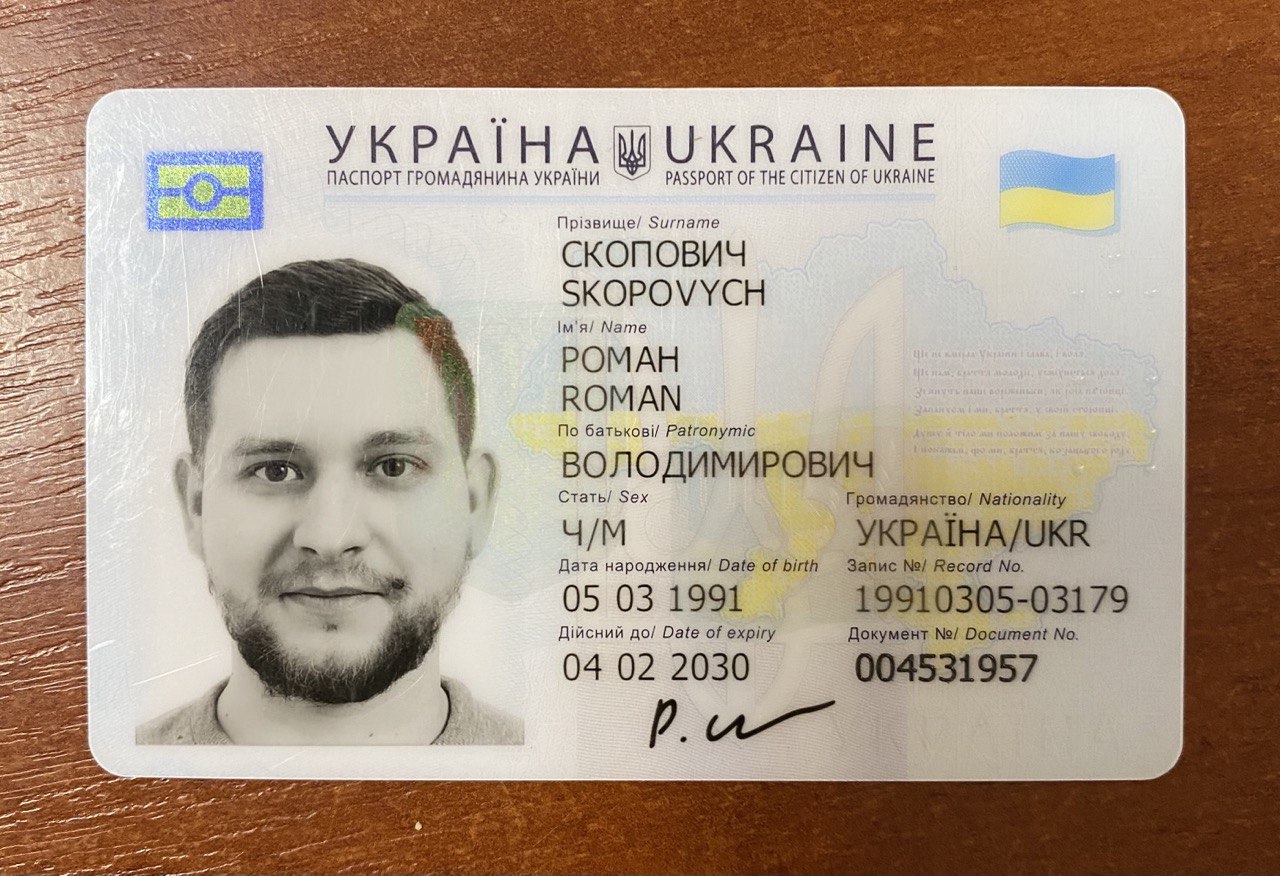 УКРАЇНА UKRAINE
ПАСПОРТ ГРОМАДЯНИНА УКРАЇНИ PASSPORT OF THE CITIZEN OF UKRAINE
Прізвище/ Surname
СКОПОВИЧ
SKOPOVYCH
Ім'я/ Name
РОМАН
ROMAN
По батькові/ Patronymic
ВОЛОДИМИРОВИЧ
Стать/ Sex Громадянство/ Nationality
Ч/M УКРАЇНА/UKR
Дата народження/ Date of birth Запис №/ Record No.
05 03 1991 19910305-03179
Дійсний до/ Date of expiry Документ №/ Document No.
04 02 2030 004531957